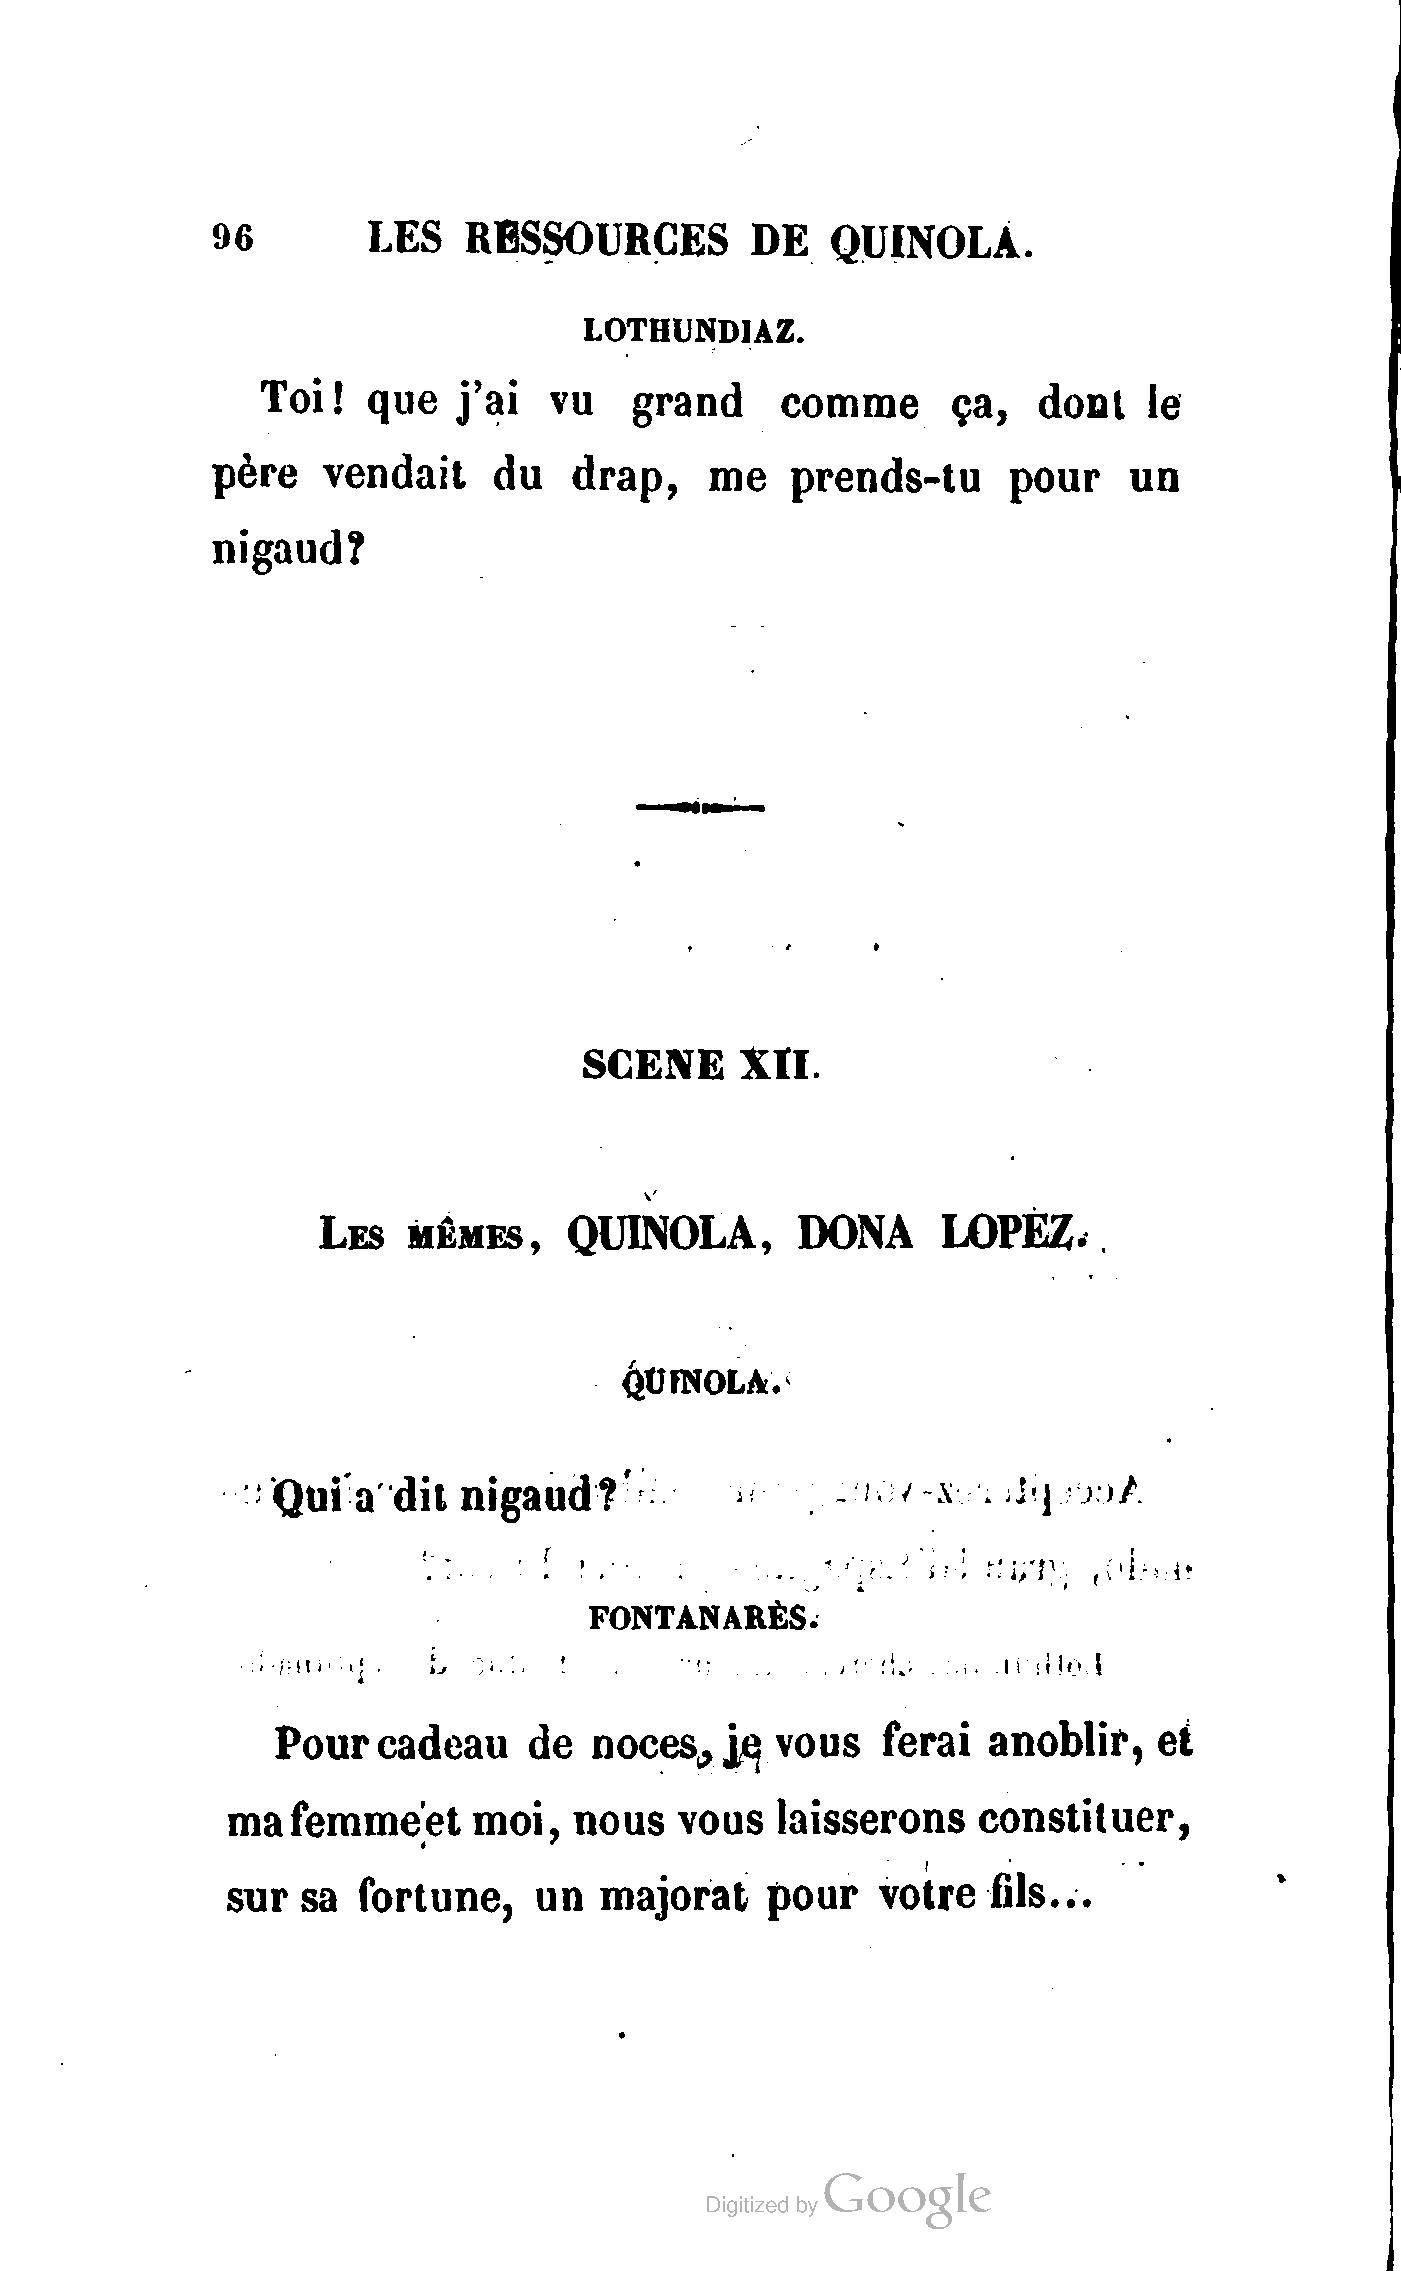 96 LES RESSOURCES DE QUINOLA.
LOTHUNDIAZ.
Toi! que j'ai vu grand comme ça, dont le
père vendait du drap, me prends-tu pour un
nigaud?
SCENE XII.
LES MÊMES, QUINOLA, DONA LOPEZ.
QUINOLA.
Qui a dit nigaud?
FONTANARÈS.
Pour cadeau de noces, je vous ferai anoblir, et
ma femme et moi, nous vous laisserons constituer,
sur sa fortune, un majorat pour votre fils...
Digitized by Google